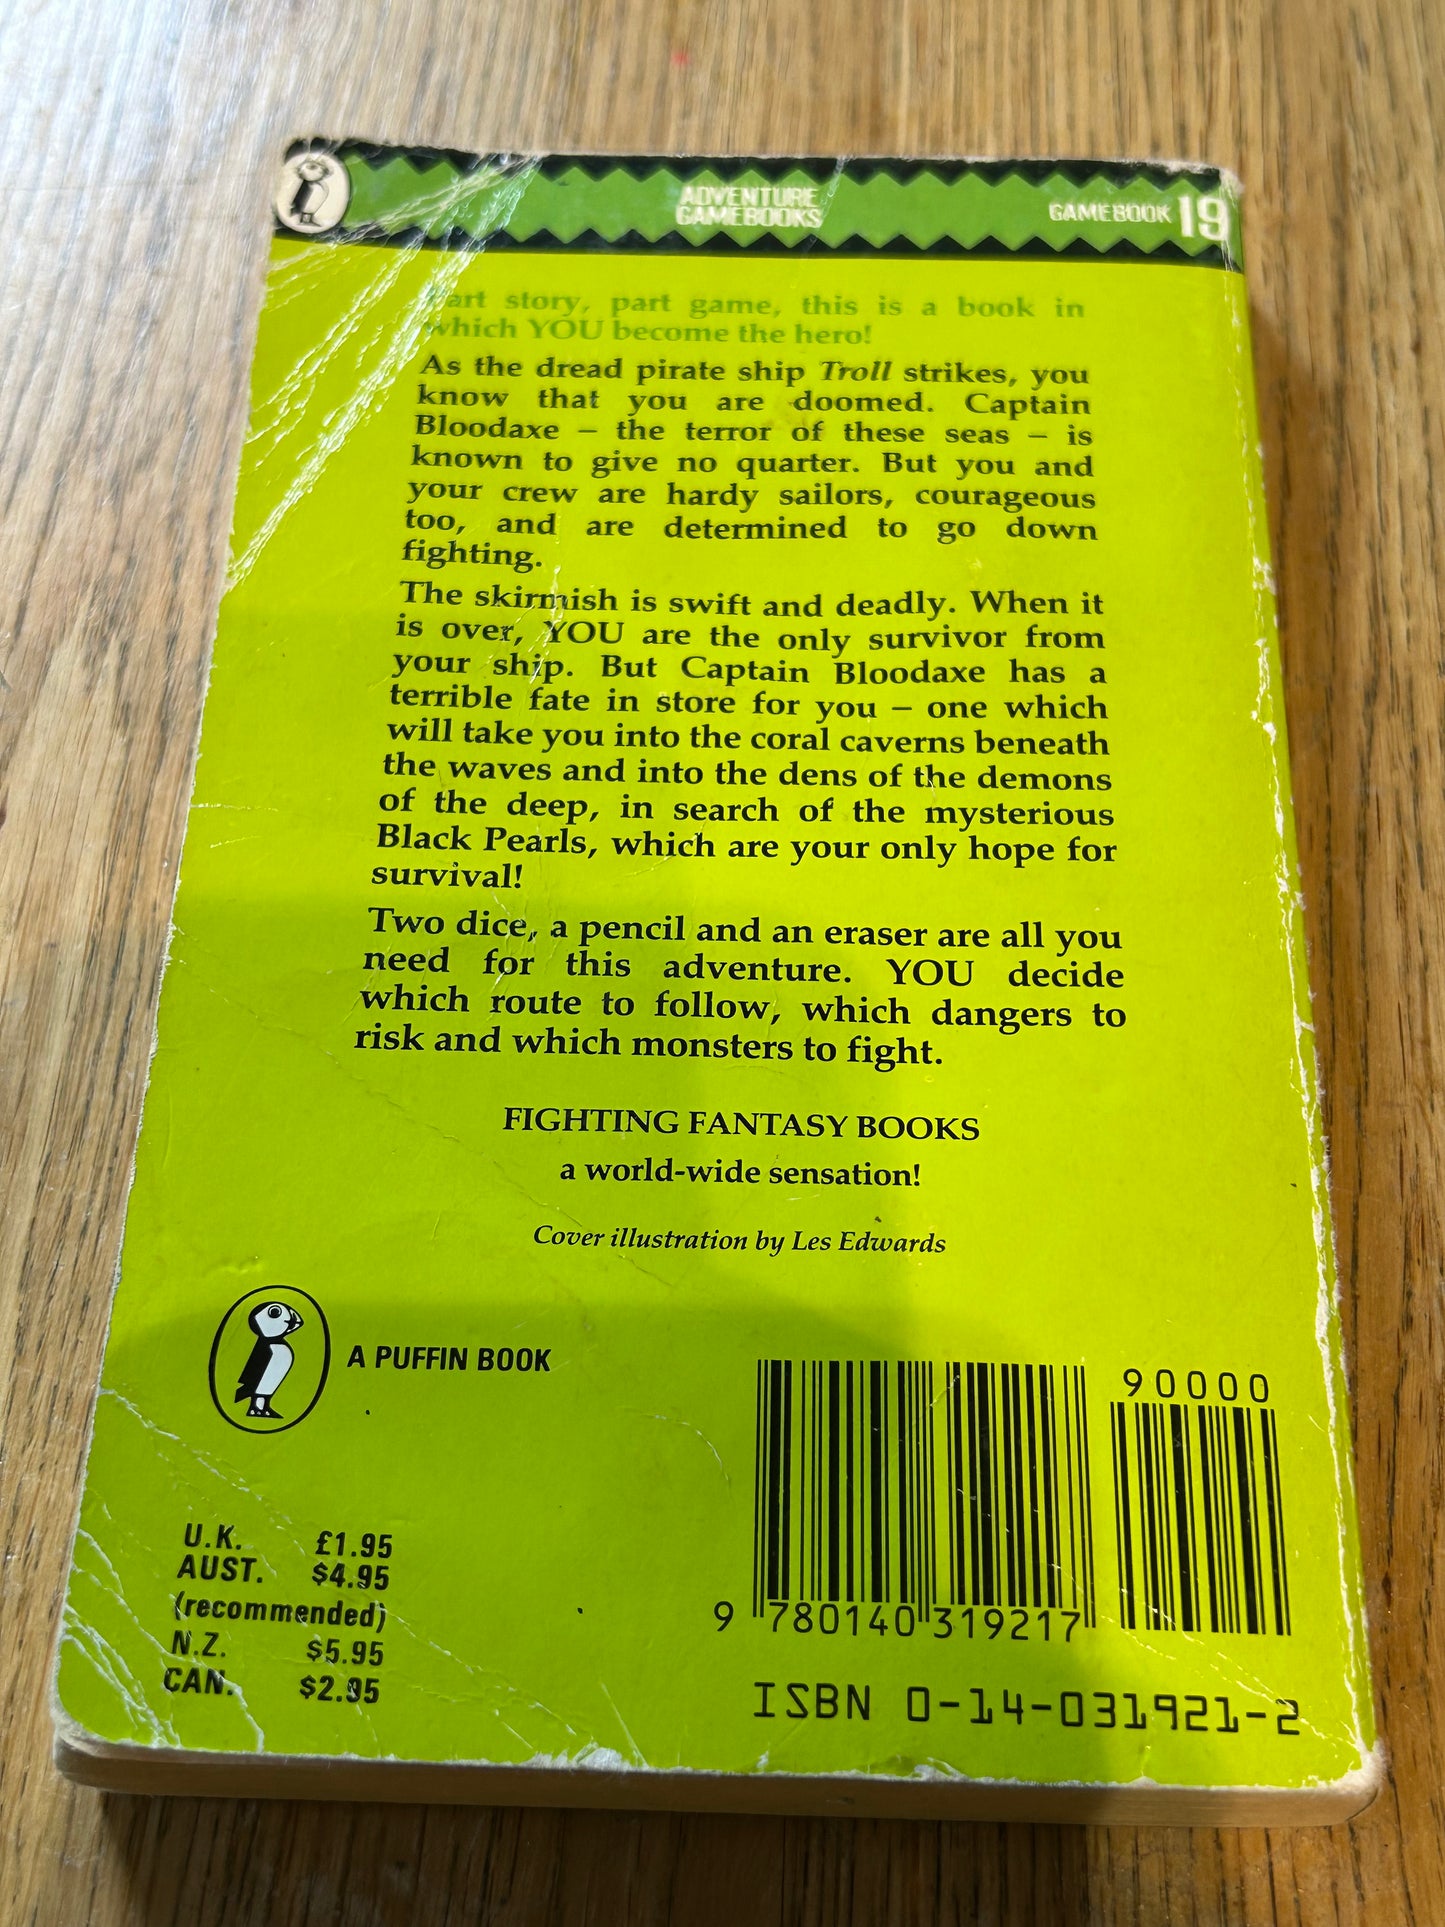 ADVENTURE
GAMEBOOKS
GAMEBOOK 19
Part story, part game, this is a book in
which YOU become the hero!
As the dread pirate ship Troll strikes, you
know that you are doomed. Captain
Bloodaxe – the terror of these seas – is
known to give no quarter. But you and
your crew are hardy sailors, courageous
too, and are determined to go down
fighting.
The skirmish is swift and deadly. When it
is over, YOU are the only survivor from
your ship. But Captain Bloodaxe has a
terrible fate in store for you – one which
will take you into the coral caverns beneath
the waves and into the dens of the demons
of the deep, in search of the mysterious
Black Pearls, which are your only hope for
survival!
Two dice, a pencil and an eraser are all you
need for this adventure. YOU decide
which route to follow, which dangers to
risk and which monsters to fight.
FIGHTING FANTASY BOOKS
a world-wide sensation!
Cover illustration by Les Edwards
A PUFFIN BOOK
U.K. £1.95
AUST. $4.95
(recommended)
N.Z. $5.95
CAN. $2.95
90000
9 780140 319217
ISBN 0-14-031921-2